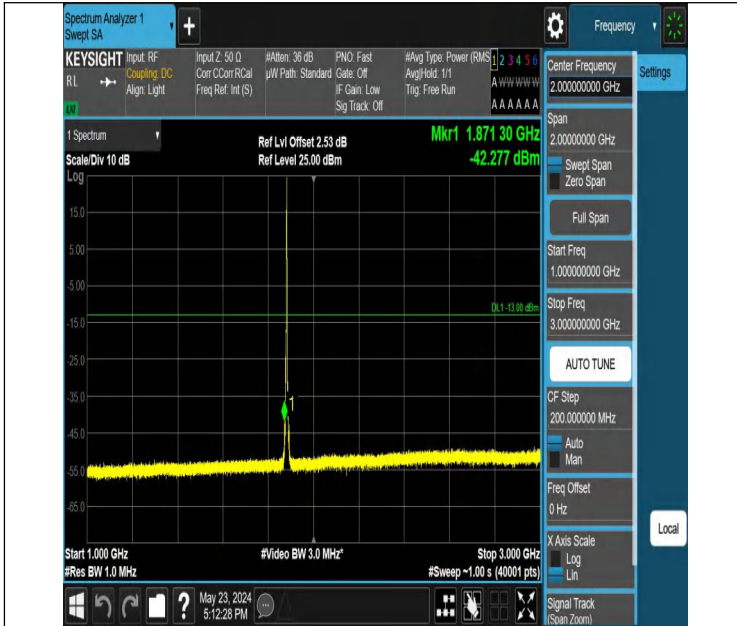 Spectrum Analyzer 1
Swept SA
+
Frequency
KEYSIGHT
RL
Input: RF
Coupling: DC
Align: Light
Input Z: 50 Ω
Corr CCorr RCal
Freq Ref: Int (S)
#Atten: 36 dB
µW Path: Standard
PNO: Fast
Gate: Off
IF Gain: Low
Sig Track: Off
#Avg Type: Power (RMS
Avg|Hold: 1/1
Trig: Free Run
1 2 3 4 5 6
A W W W W W
A A A A A A
1 Spectrum
Scale/Div 10 dB
Log
Ref Lvl Offset 2.53 dB
Ref Level 25.00 dBm
Mkr1 1.871 30 GHz
-42.277 dBm
15.0
5.00
-5.00
DL1 -13.00 dBm
-15.0
-25.0
-35.0
1
-45.0
-55.0
-65.0
Start 1.000 GHz
#Res BW 1.0 MHz
#Video BW 3.0 MHz*
Stop 3.000 GHz
#Sweep ~1.00 s (40001 pts)
Center Frequency
2.000000000 GHz
Settings
Span
2.00000000 GHz
Swept Span
Zero Span
Full Span
Start Freq
1.000000000 GHz
Stop Freq
3.000000000 GHz
AUTO TUNE
CF Step
200.000000 MHz
Auto
Man
Freq Offset
0 Hz
X Axis Scale
Log
Lin
Local
Signal Track
(Span Zoom)
?
May 23, 2024
5:12:28 PM